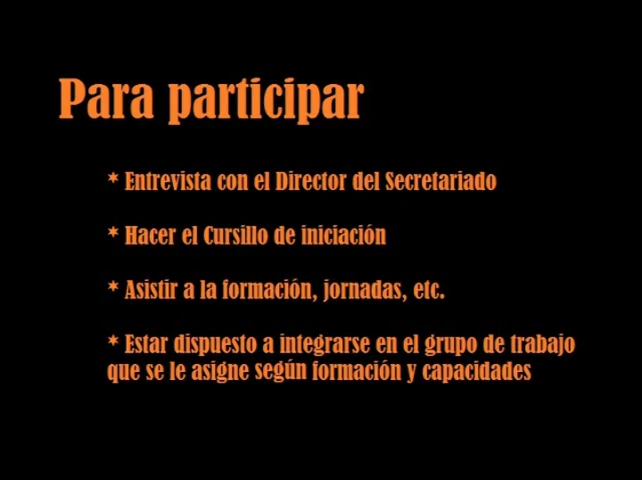 Para participar
* Entrevista con el Director del Secretariado
* Hacer el Cursillo de iniciación
* Asistir a la formación, jornadas, etc.
* Estar dispuesto a integrarse en el grupo de trabajo
que se le asigne según formación y capacidades